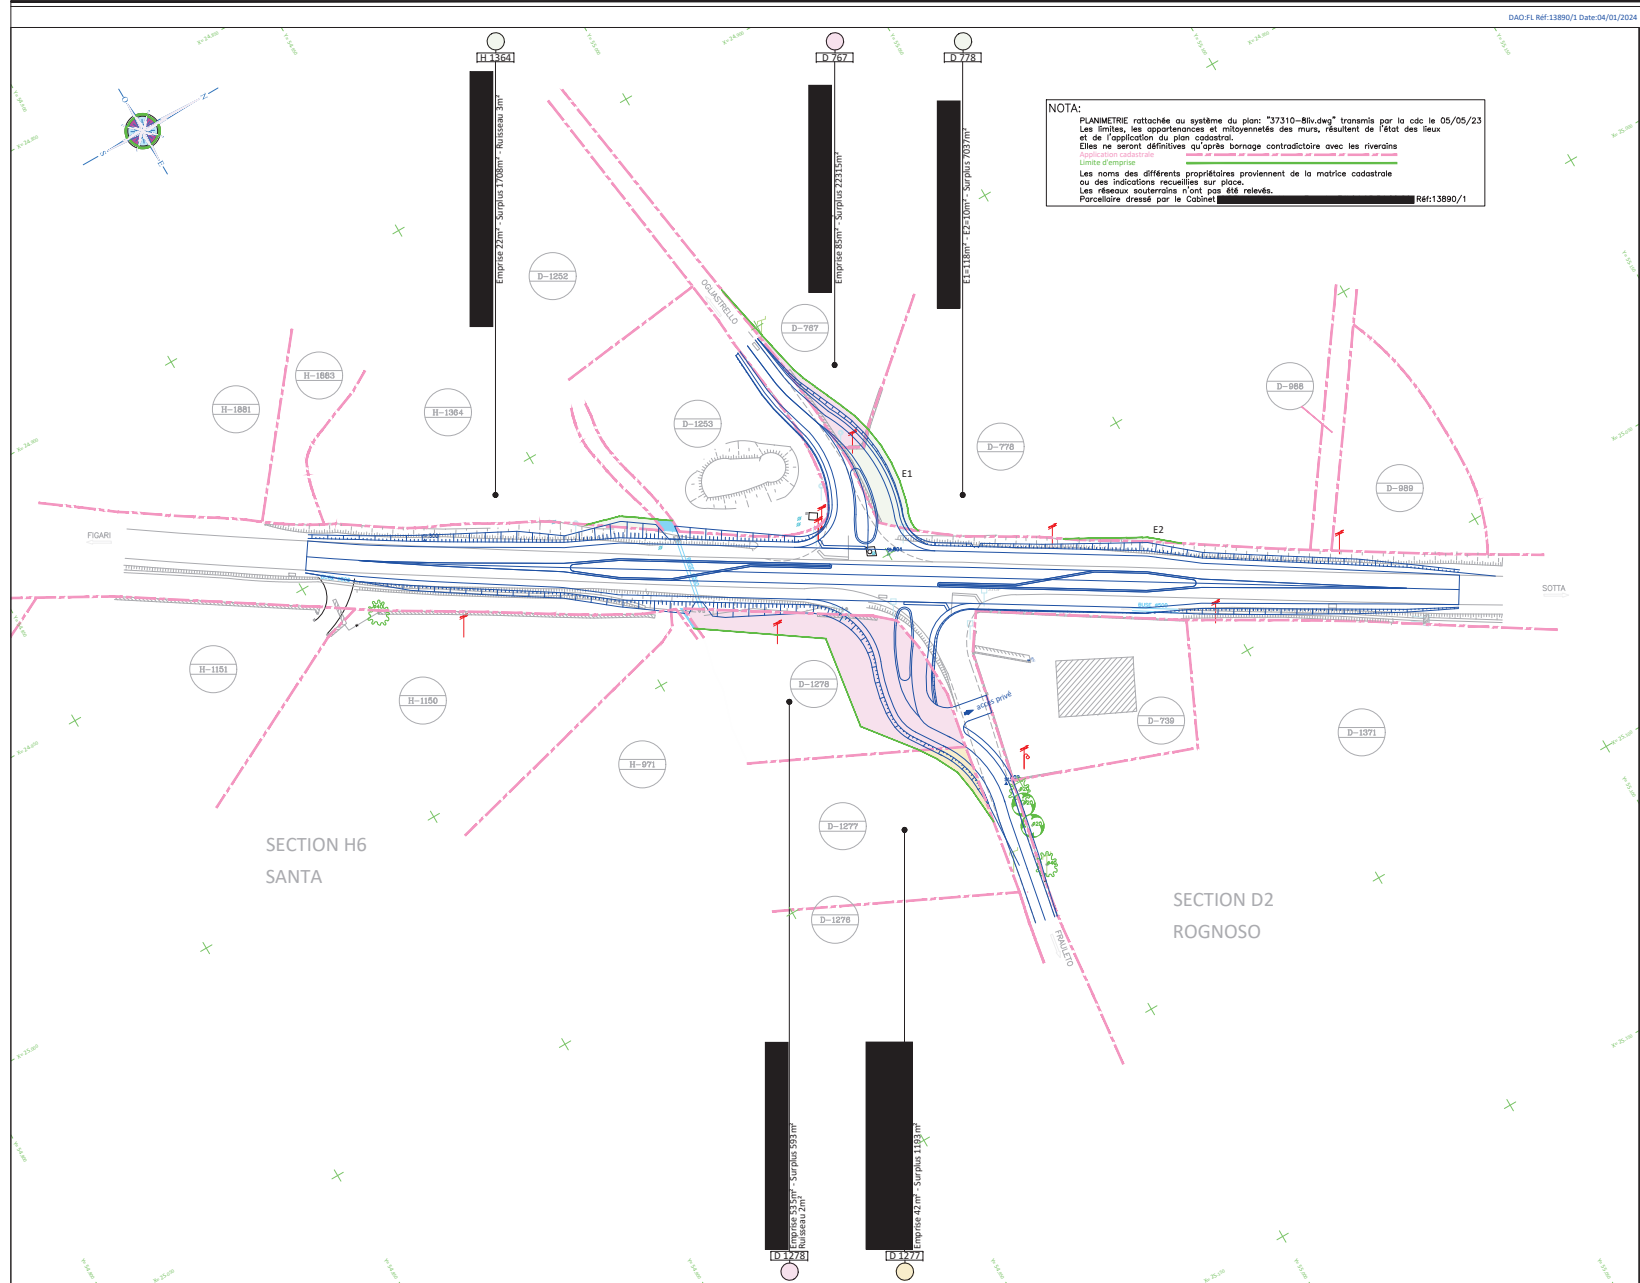 DAO:FL Réf:13890/1 Date:04/01/2024
H 1364
D 767
D 778
Emprise 22m² - Surplus 1708m² - Ruisseau 3m²
Emprise 85m² - Surplus 22315m²
E1=118m² - E2=10m² - Surplus 7037m²
NOTA:
PLANIMETRIE rattachée au système du plan: "37310-8liv.dwg" transmis par la cdc le 05/05/23
Les limites, les appartenances et mitoyennetés des murs, résultent de l'état des lieux
et de l'application du plan cadastral.
Elles ne seront définitives qu'après bornage contradictoire avec les riverains
Application cadastrale
Limite d'emprise
Les noms des différents propriétaires proviennent de la matrice cadastrale
ou des indications recueillies sur place.
Les réseaux souterrains n'ont pas été relevés.
Parcellaire dressé par le Cabinet Réf:13890/1
N
O
S
E
D-1252
OGLIASTRELLO
D-767
H-1663
H-1661
H-1364
D-1253
D-778
D-988
D-989
E1
E2
FIGARI
SOTTA
H-1151
H-1150
D-1278
accès privé
D-739
D-1371
H-971
D-1277
D-1276
FRAULETO
SECTION H6
SANTA
SECTION D2
ROGNOSO
Emprise 535m² - Surplus 593m²
Ruisseau 2m²
Emprise 42m² - Surplus 1193m²
D 1278
D 1277